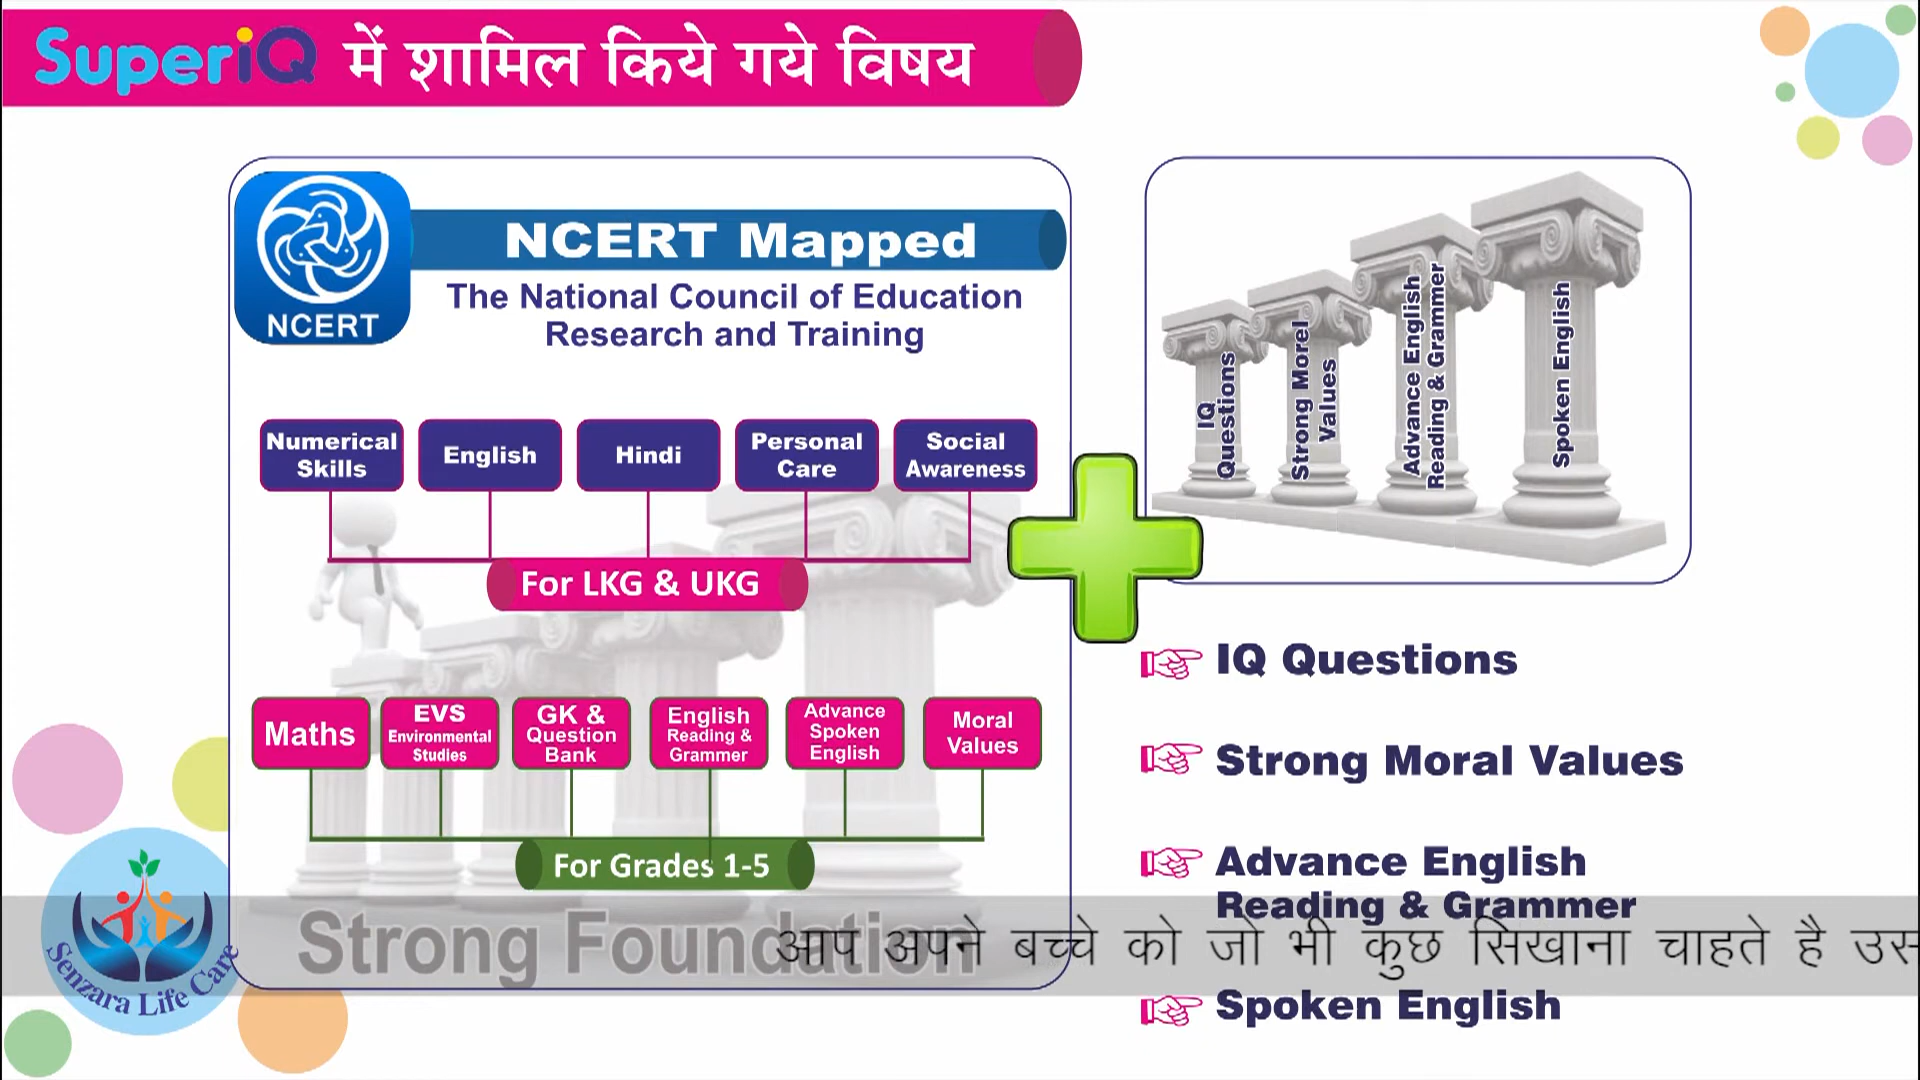 SuperiQ में शामिल किये गये विषय
NCERT
NCERT Mapped
The National Council of Education
Research and Training
Numerical
Skills
English
Hindi
Personal
Care
Social
Awareness
For LKG & UKG
Maths
EVS
Environmental
Studies
GK &
Question
Bank
English
Reading &
Grammer
Advance
Spoken
English
Moral
Values
For Grades 1-5
Strong Foundation
IQ
Questions
Strong Morel
Values
Advance English
Reading & Grammer
Spoken English
IQ Questions
Strong Moral Values
Advance English
Reading & Grammer
Spoken English
आप अपने बच्चे को जो भी कुछ सिखाना चाहते है उस
Senzara Life Care